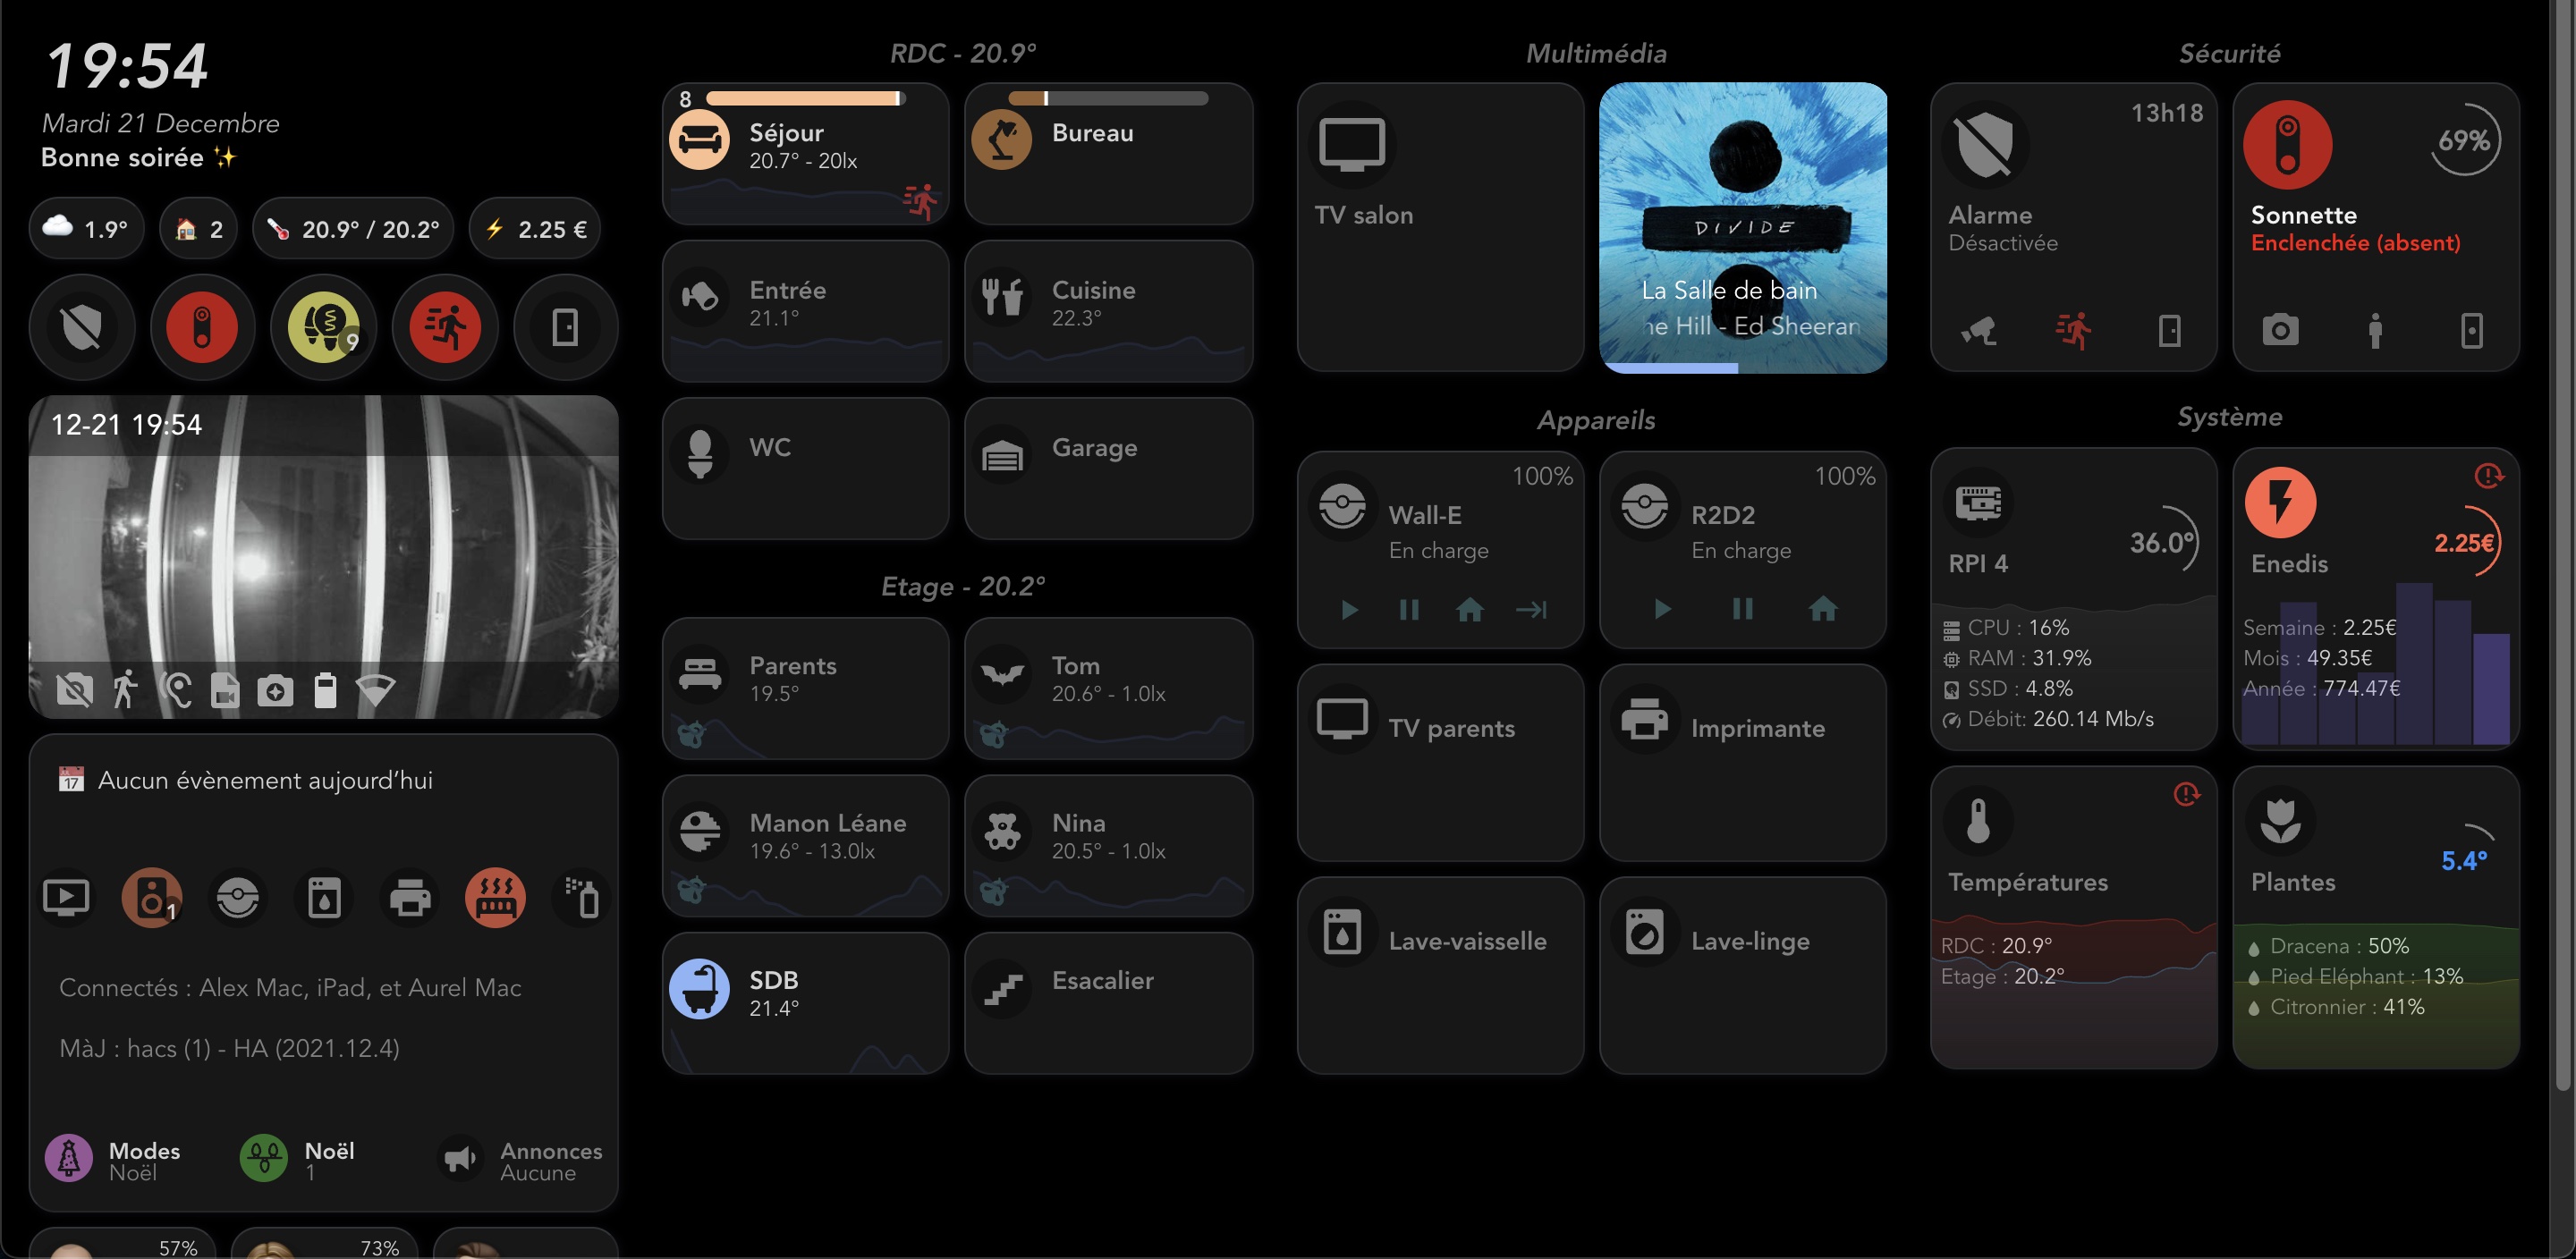 19:54
Mardi 21 Decembre
Bonne soirée ✨
1.9°
2
20.9° / 20.2°
2.25 €
9
12-21 19:54
17
Aucun évènement aujourd’hui
1
Connectés : Alex Mac, iPad, et Aurel Mac
MàJ : hacs (1) - HA (2021.12.4)
Modes
Noël
Noël
1
Annonces
Aucune
57%
73%
RDC - 20.9°
8
Séjour
20.7° - 20lx
Bureau
Entrée
21.1°
Cuisine
22.3°
WC
Garage
Etage - 20.2°
Parents
19.5°
Tom
20.6° - 1.0lx
Manon Léane
19.6° - 13.0lx
Nina
20.5° - 1.0lx
SDB
21.4°
Esacalier
Multimédia
TV salon
DIVIDE
La Salle de bain
ne Hill - Ed Sheeran
Appareils
100%
Wall-E
En charge
100%
R2D2
En charge
TV parents
Imprimante
Lave-vaisselle
Lave-linge
Sécurité
13h18
Alarme
Désactivée
69%
Sonnette
Enclenchée (absent)
Système
36.0°
RPI 4
CPU : 16%
RAM : 31.9%
SSD : 4.8%
Débit: 260.14 Mb/s
2.25€
Enedis
Semaine : 2.25€
Mois : 49.35€
Année : 774.47€
Températures
RDC : 20.9°
Etage : 20.2°
5.4°
Plantes
Dracena : 50%
Pied Eléphant : 13%
Citronnier : 41%